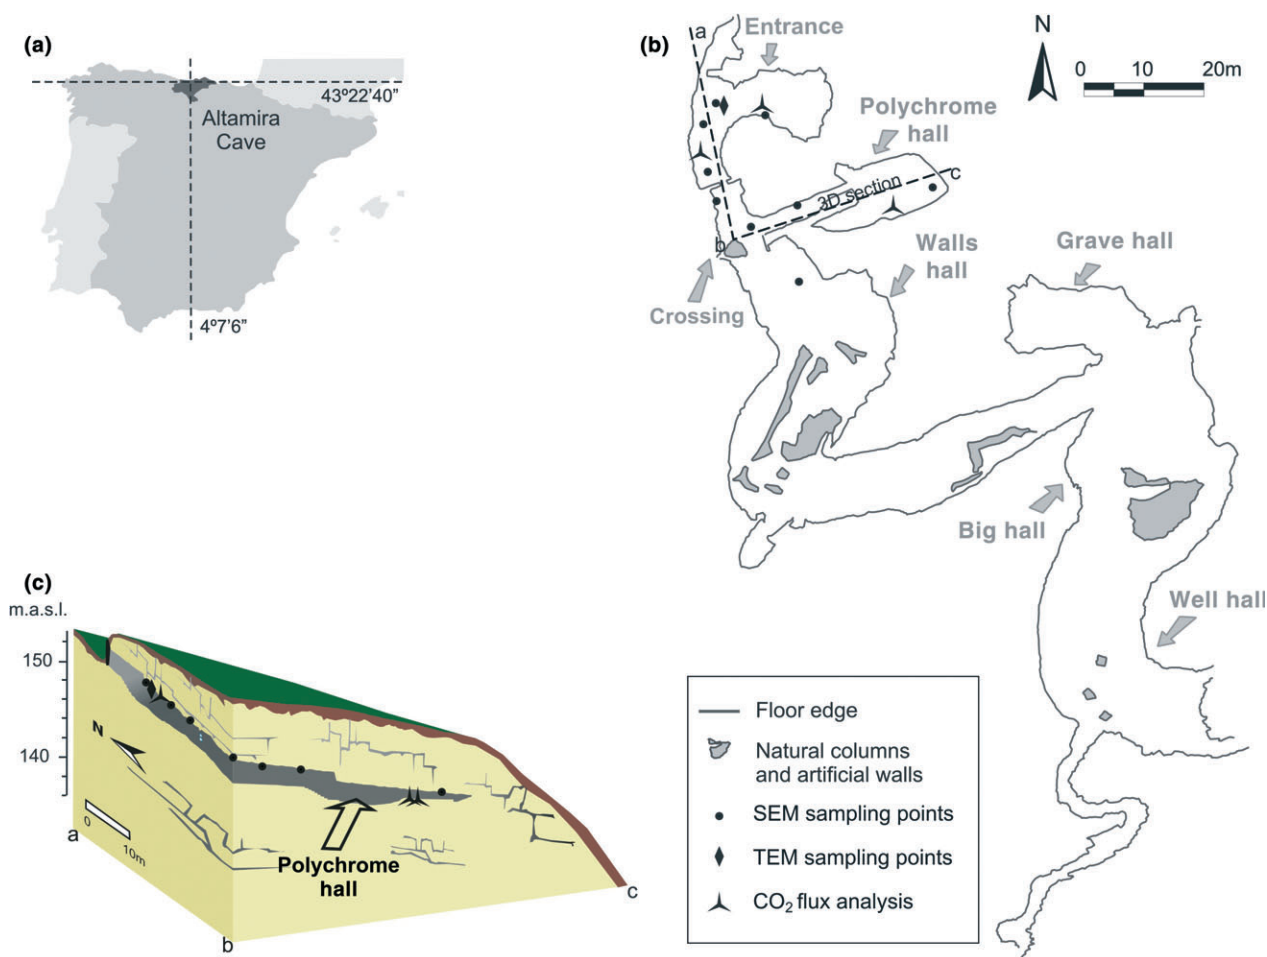 (a)
43º22'40"
Altamira
Cave
4º7'6"
(b)
a
Entrance
N
0 10 20m
Polychrome
hall
c
3D section
b
Walls
hall
Grave hall
Crossing
Big hall
Well hall
Floor edge
Natural columns
and artificial walls
SEM sampling points
TEM sampling points
CO₂ flux analysis
(c)
m.a.s.l.
150
140
N
0
10m
a
Polychrome
hall
b
c